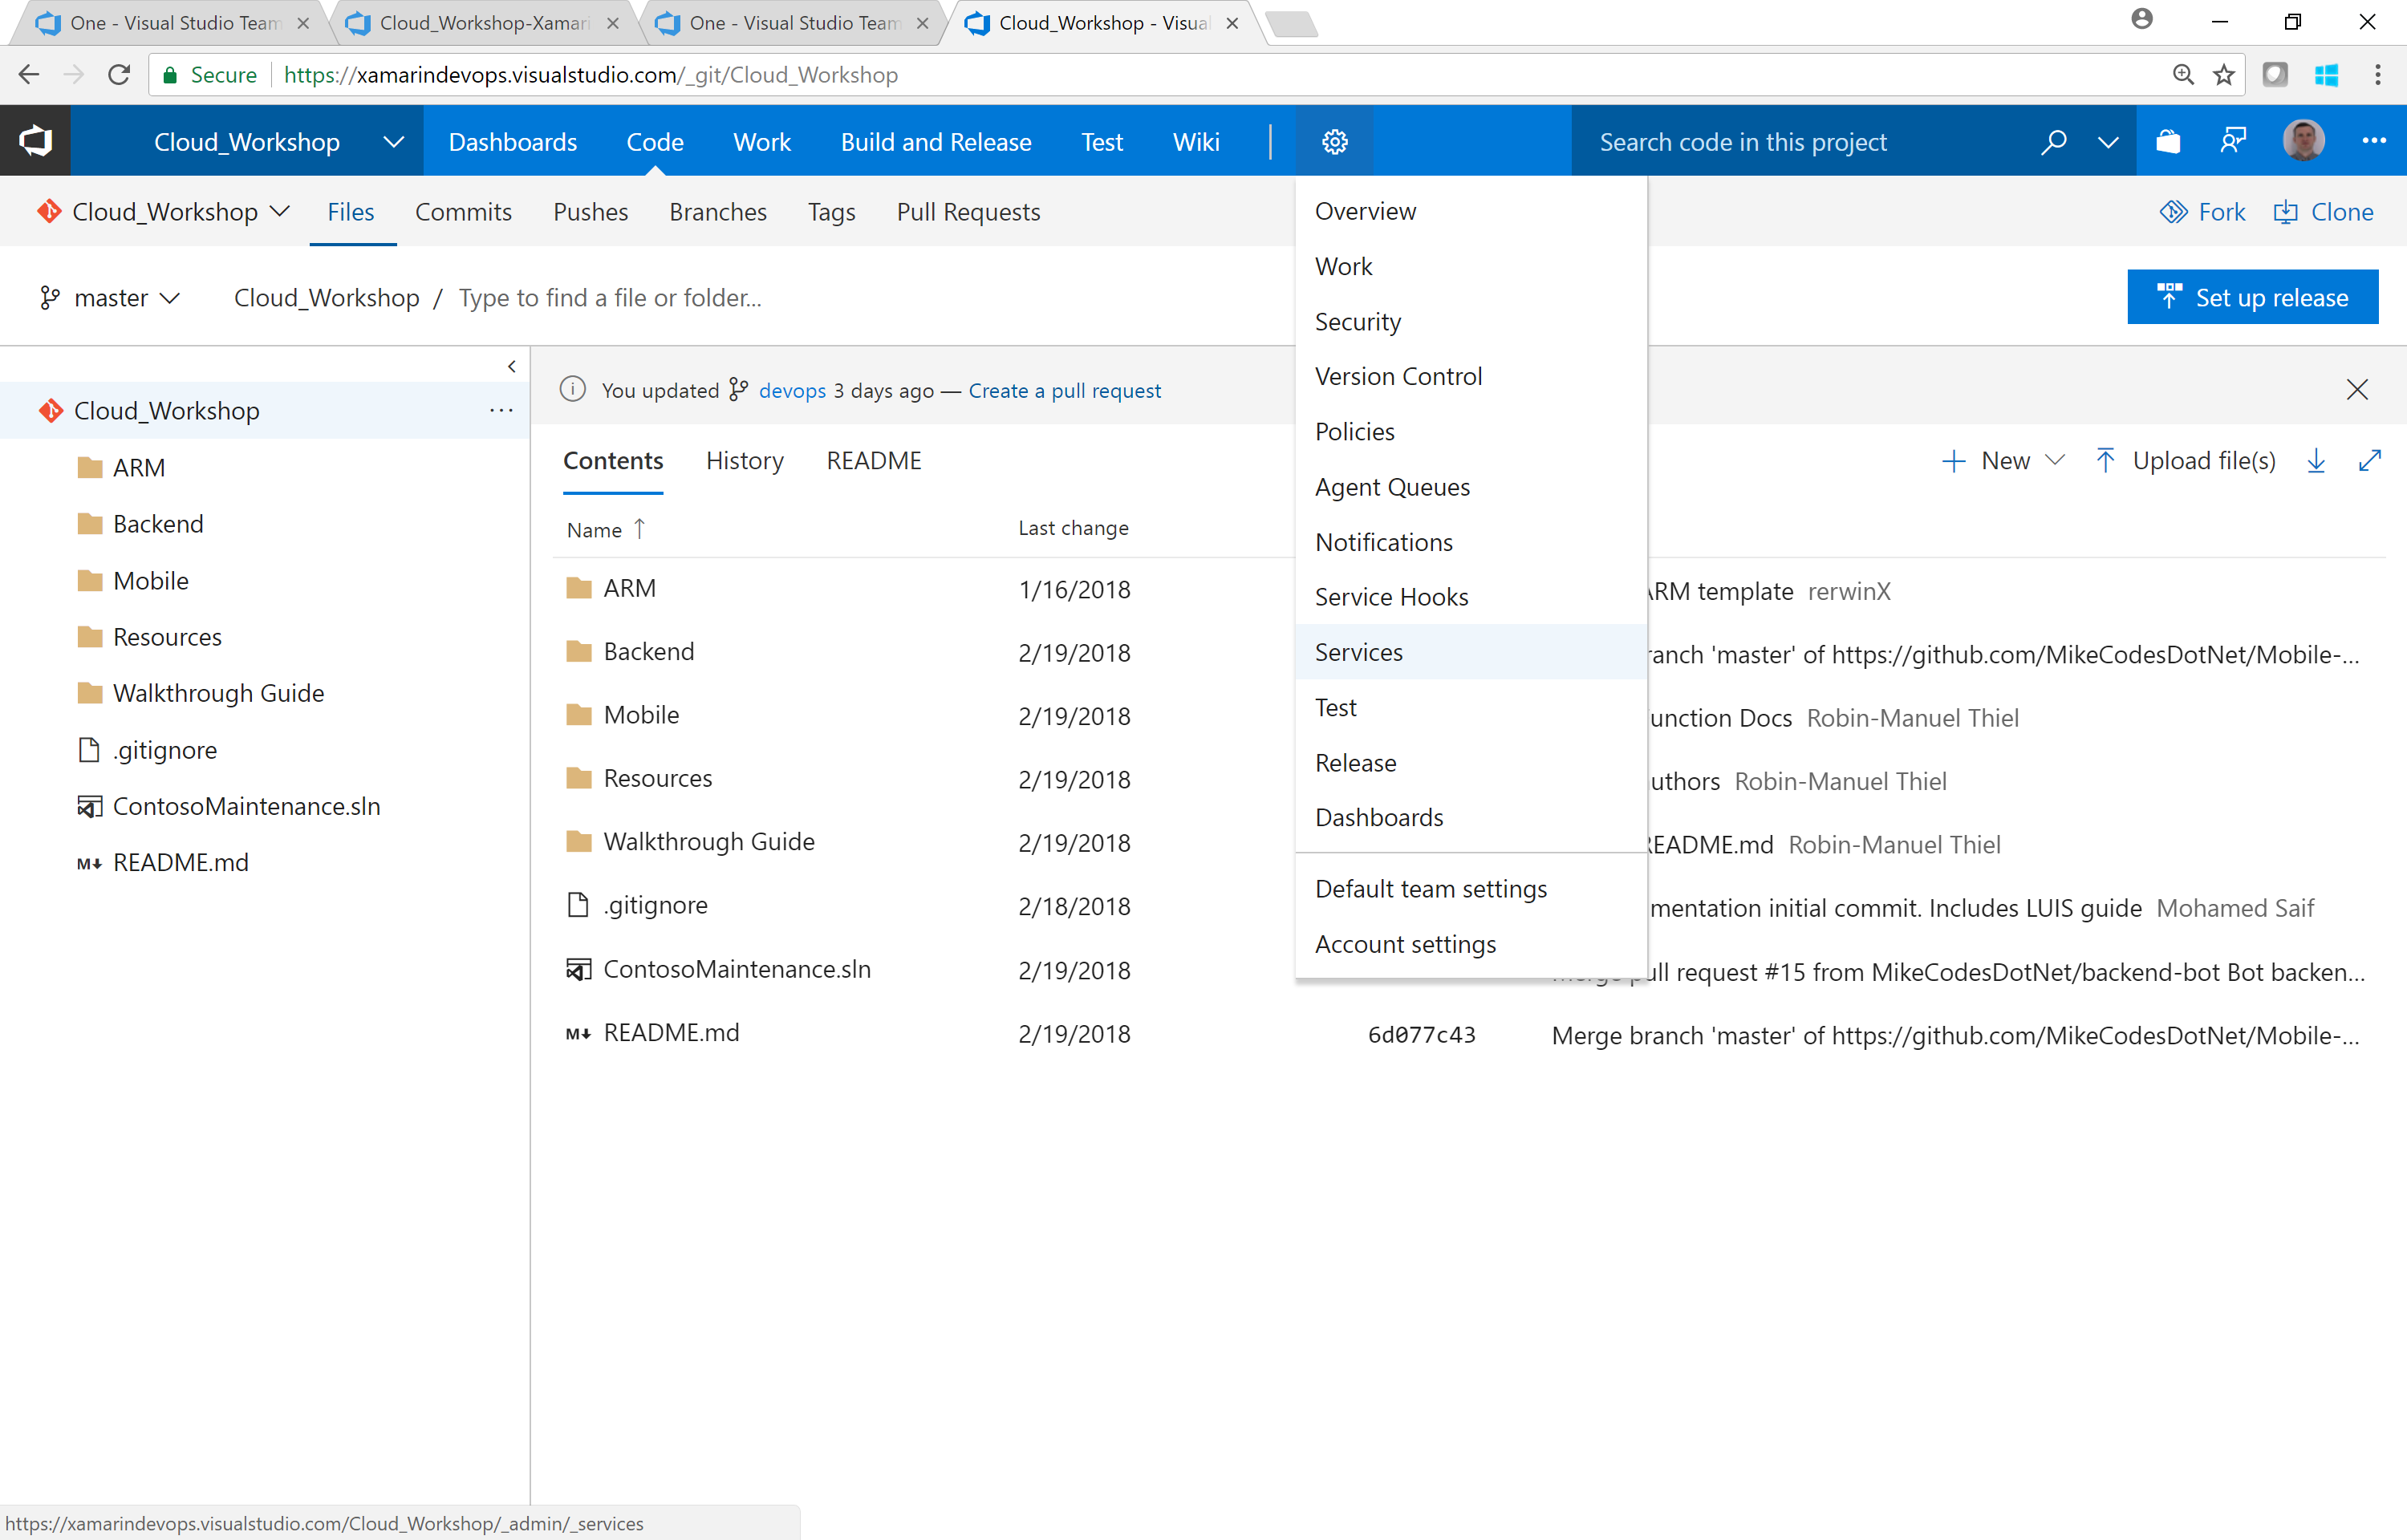 One - Visual Studio Team
Cloud_Workshop-Xamari
One - Visual Studio Team
Cloud_Workshop - Visual
Secure
https://xamarindevops.visualstudio.com/_git/Cloud_Workshop
Cloud_Workshop
Dashboards
Code
Work
Build and Release
Test
Wiki
Search code in this project
Cloud_Workshop
Files
Commits
Pushes
Branches
Tags
Pull Requests
Fork
Clone
master
Cloud_Workshop / Type to find a file or folder...
Set up release
Overview
Work
Security
Version Control
Policies
Agent Queues
Notifications
Service Hooks
Services
Test
Release
Dashboards
Default team settings
Account settings
Cloud_Workshop
ARM
Backend
Mobile
Resources
Walkthrough Guide
.gitignore
ContosoMaintenance.sln
M↓ README.md
You updated devops 3 days ago — Create a pull request
Contents
History
README
New
Upload file(s)
Name ↑
Last change
ARM 1/16/2018 ARM template rerwinX
Backend 2/19/2018 ranch 'master' of https://github.com/MikeCodesDotNet/Mobile-...
Mobile 2/19/2018 unction Docs Robin-Manuel Thiel
Resources 2/19/2018 uthors Robin-Manuel Thiel
Walkthrough Guide 2/19/2018 README.md Robin-Manuel Thiel
.gitignore 2/18/2018 mentation initial commit. Includes LUIS guide Mohamed Saif
ContosoMaintenance.sln 2/19/2018 Merge pull request #15 from MikeCodesDotNet/backend-bot Bot backen...
M↓ README.md 2/19/2018 6d077c43 Merge branch 'master' of https://github.com/MikeCodesDotNet/Mobile-...
https://xamarindevops.visualstudio.com/Cloud_Workshop/_admin/_services